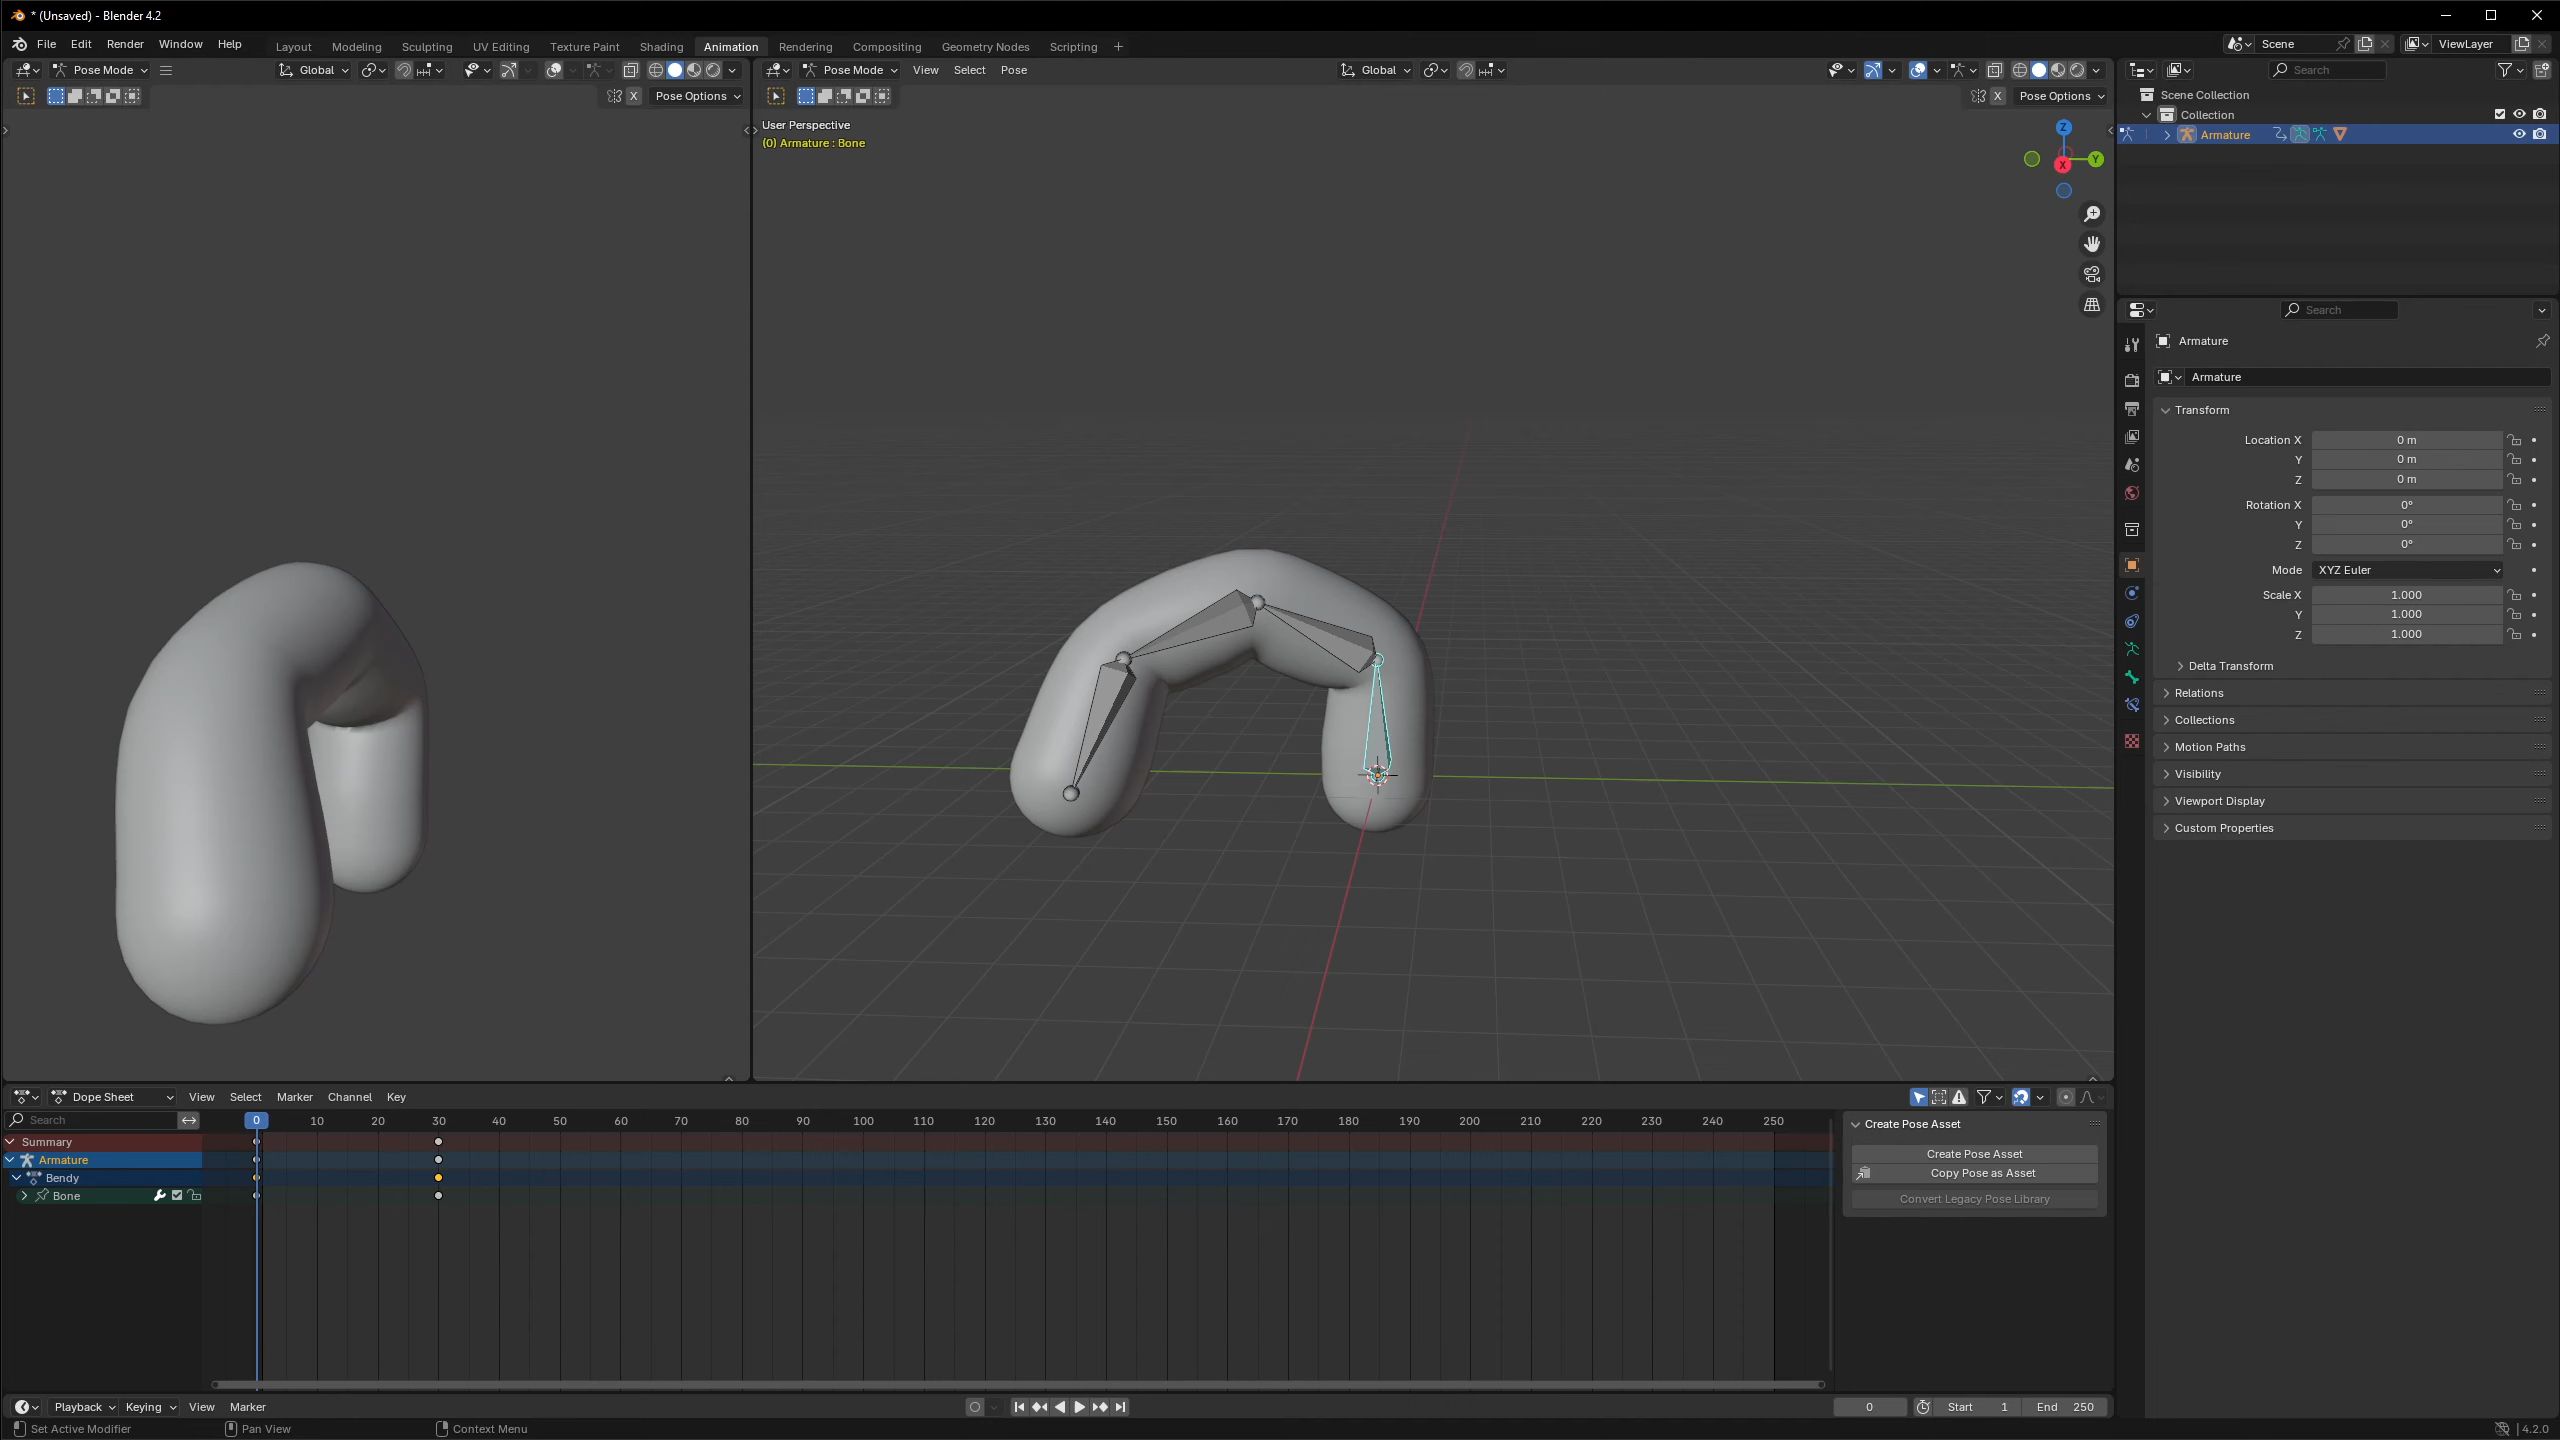 * (Unsaved) - Blender 4.2
File Edit Render Window Help
Layout Modeling Sculpting UV Editing Texture Paint Shading Animation Rendering Compositing Geometry Nodes Scripting +
Scene
ViewLayer
Pose Mode
Global
X
Pose Options
Pose Mode
View Select Pose
Global
X
Pose Options
User Perspective
(0) Armature : Bone
Z
Y
X
Search
Scene Collection
Collection
Armature
Search
Armature
Armature
Transform
Location X 0 m
Y 0 m
Z 0 m
Rotation X 0°
Y 0°
Z 0°
Mode XYZ Euler
Scale X 1.000
Y 1.000
Z 1.000
Delta Transform
Relations
Collections
Motion Paths
Visibility
Viewport Display
Custom Properties
Dope Sheet View Select Marker Channel Key
Search
0 10 20 30 40 50 60 70 80 90 100 110 120 130 140 150 160 170 180 190 200 210 220 230 240 250
Summary
Armature
Bendy
Bone
Create Pose Asset
Create Pose Asset
Copy Pose as Asset
Convert Legacy Pose Library
Playback Keying View Marker
0
Start 1
End 250
Set Active Modifier
Pan View
Context Menu
4.2.0